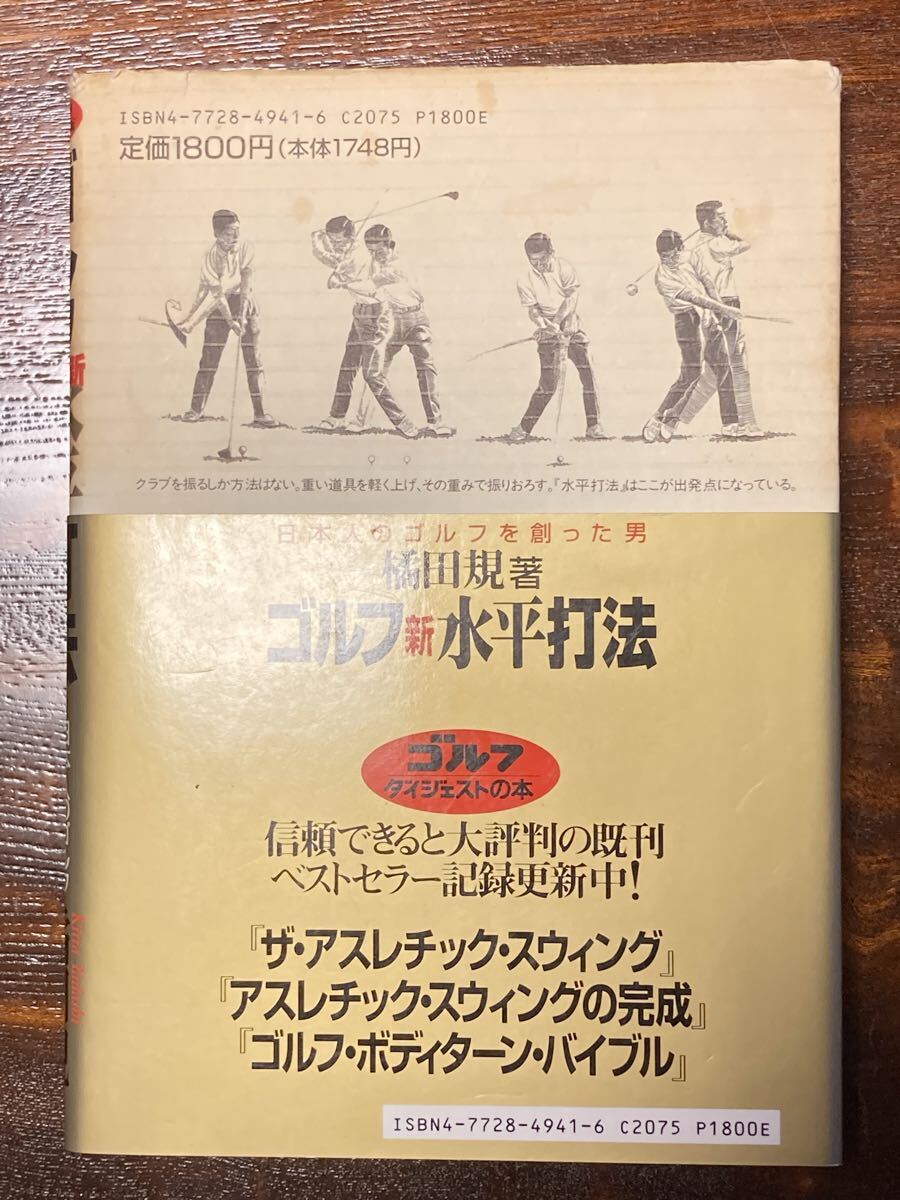 ISBN4-7728-4941-6 C2075 P1800E
定価1800円(本体1748円)
クラブを振るしか方法はない。重い道具を軽く上げ、その重みで振りおろす。『水平打法』はここが出発点になっている。
日本人のゴルフを創った男
橘田規著
ゴルフ新水平打法
ゴルフ
ダイジェストの本
信頼できると大評判の既刊
ベストセラー記録更新中!
『ザ・アスレチック・スウィング』
『アスレチック・スウィングの完成』
『ゴルフ・ボディターン・バイブル』
ISBN4-7728-4941-6 C2075 P1800E
新